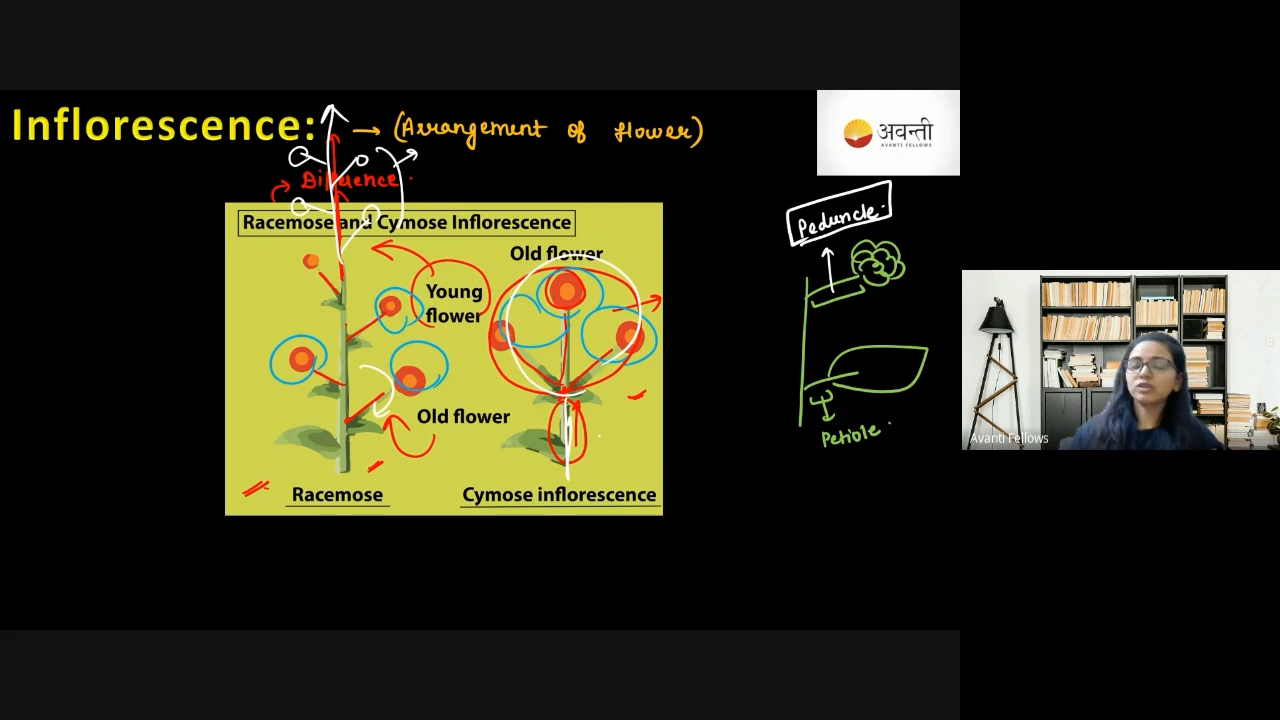 Inflorescence:
→ (Arrangement of flower)
अवन्ती
AVANTI FELLOWS
Difference.
Racemose and Cymose Inflorescence
Peduncle.
Old flower
Young
flower
Old flower
Petiole.
Avanti Fellows
Racemose
Cymose inflorescence